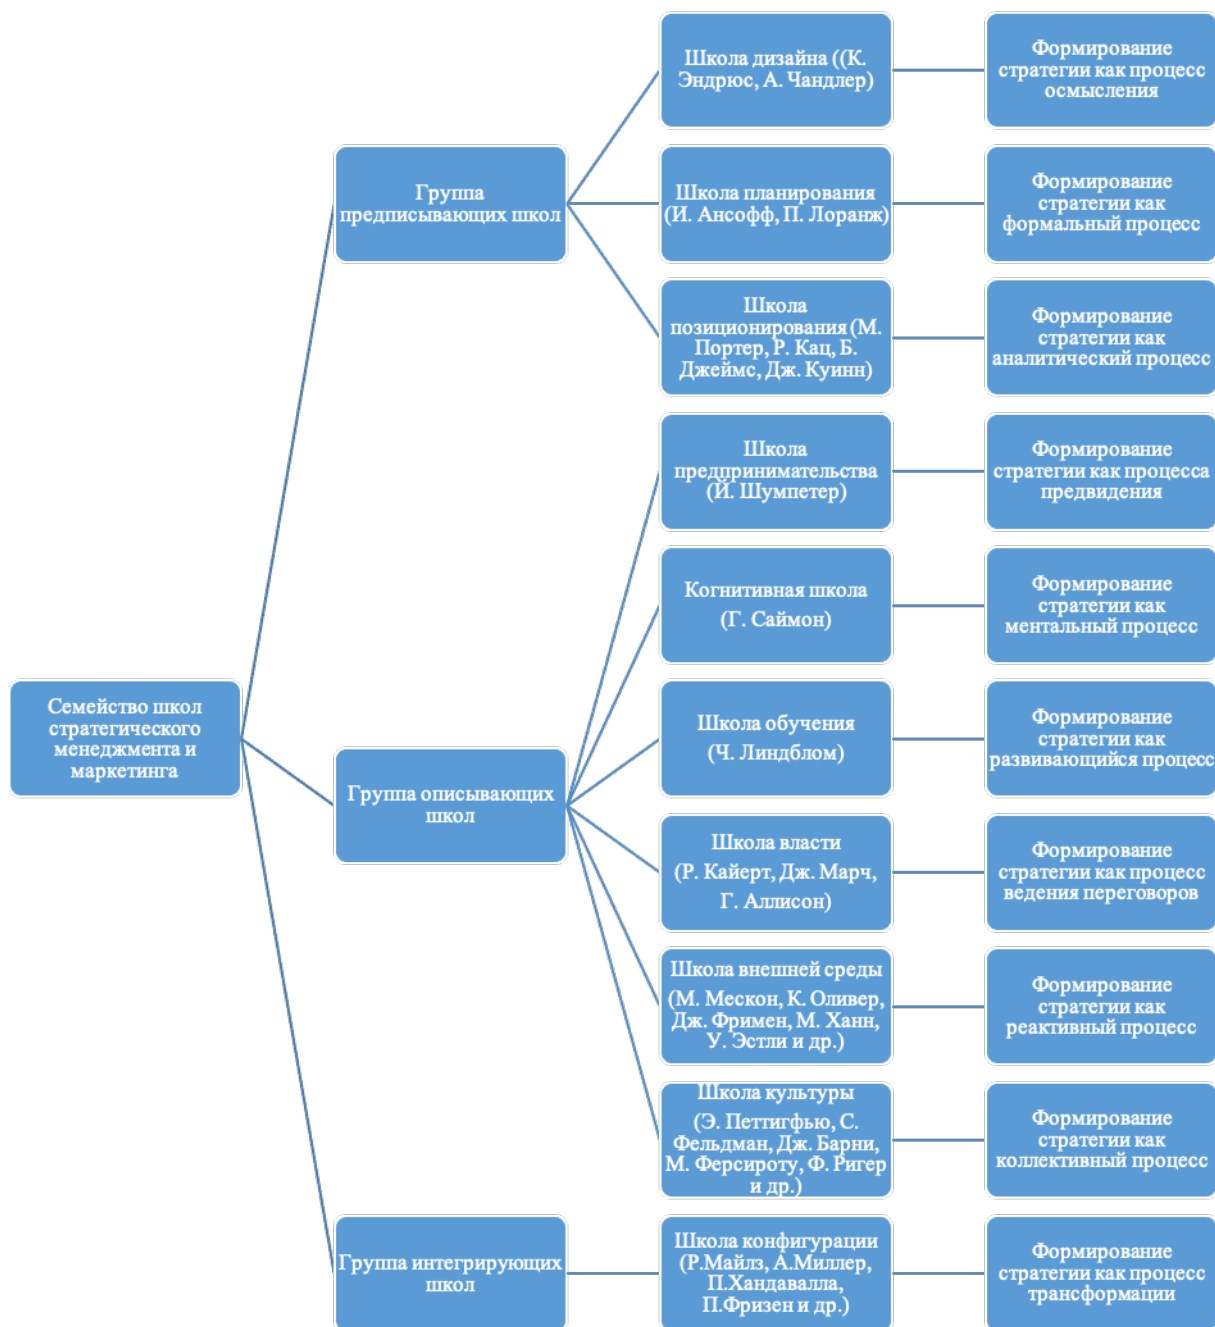 Школа дизайна ((К.
Эндрюс, А. Чандлер)
Формирование
стратегии как процесс
осмысления
Группа
предписывающих школ
Школа планирования
(И. Ансофф, П. Лоранж)
Формирование
стратегии как
формальный процесс
Школа
позиционирования (М.
Портер, Р. Кац, Б.
Джеймс, Дж. Куинн)
Формирование
стратегии как
аналитический процесс
Школа
предпринимательства
(Й. Шумпетер)
Формирование
стратегии как процесса
предвидения
Когнитивная школа
(Г. Саймон)
Формирование
стратегии как
ментальный процесс
Семейство школ
стратегического
менеджмента и
маркетинга
Школа обучения
(Ч. Линдблом)
Формирование
стратегии как
развивающийся процесс
Группа описывающих
школ
Школа власти
(Р. Кайерт, Дж. Марч,
Г. Аллисон)
Формирование
стратегии как процесс
ведения переговоров
Школа внешней среды
(М. Мескон, К. Оливер,
Дж. Фримен, М. Ханн,
У. Эстли и др.)
Формирование
стратегии как
реактивный процесс
Школа культуры
(Э. Петтигфью, С.
Фельдман, Дж. Барни,
М. Ферсироту, Ф. Ригер
и др.)
Формирование
стратегии как
коллективный процесс
Группа интегрирующих
школ
Школа конфигурации
(Р.Майлз, А.Миллер,
П.Хандавалла,
П.Фризен и др.)
Формирование
стратегии как процесс
трансформации